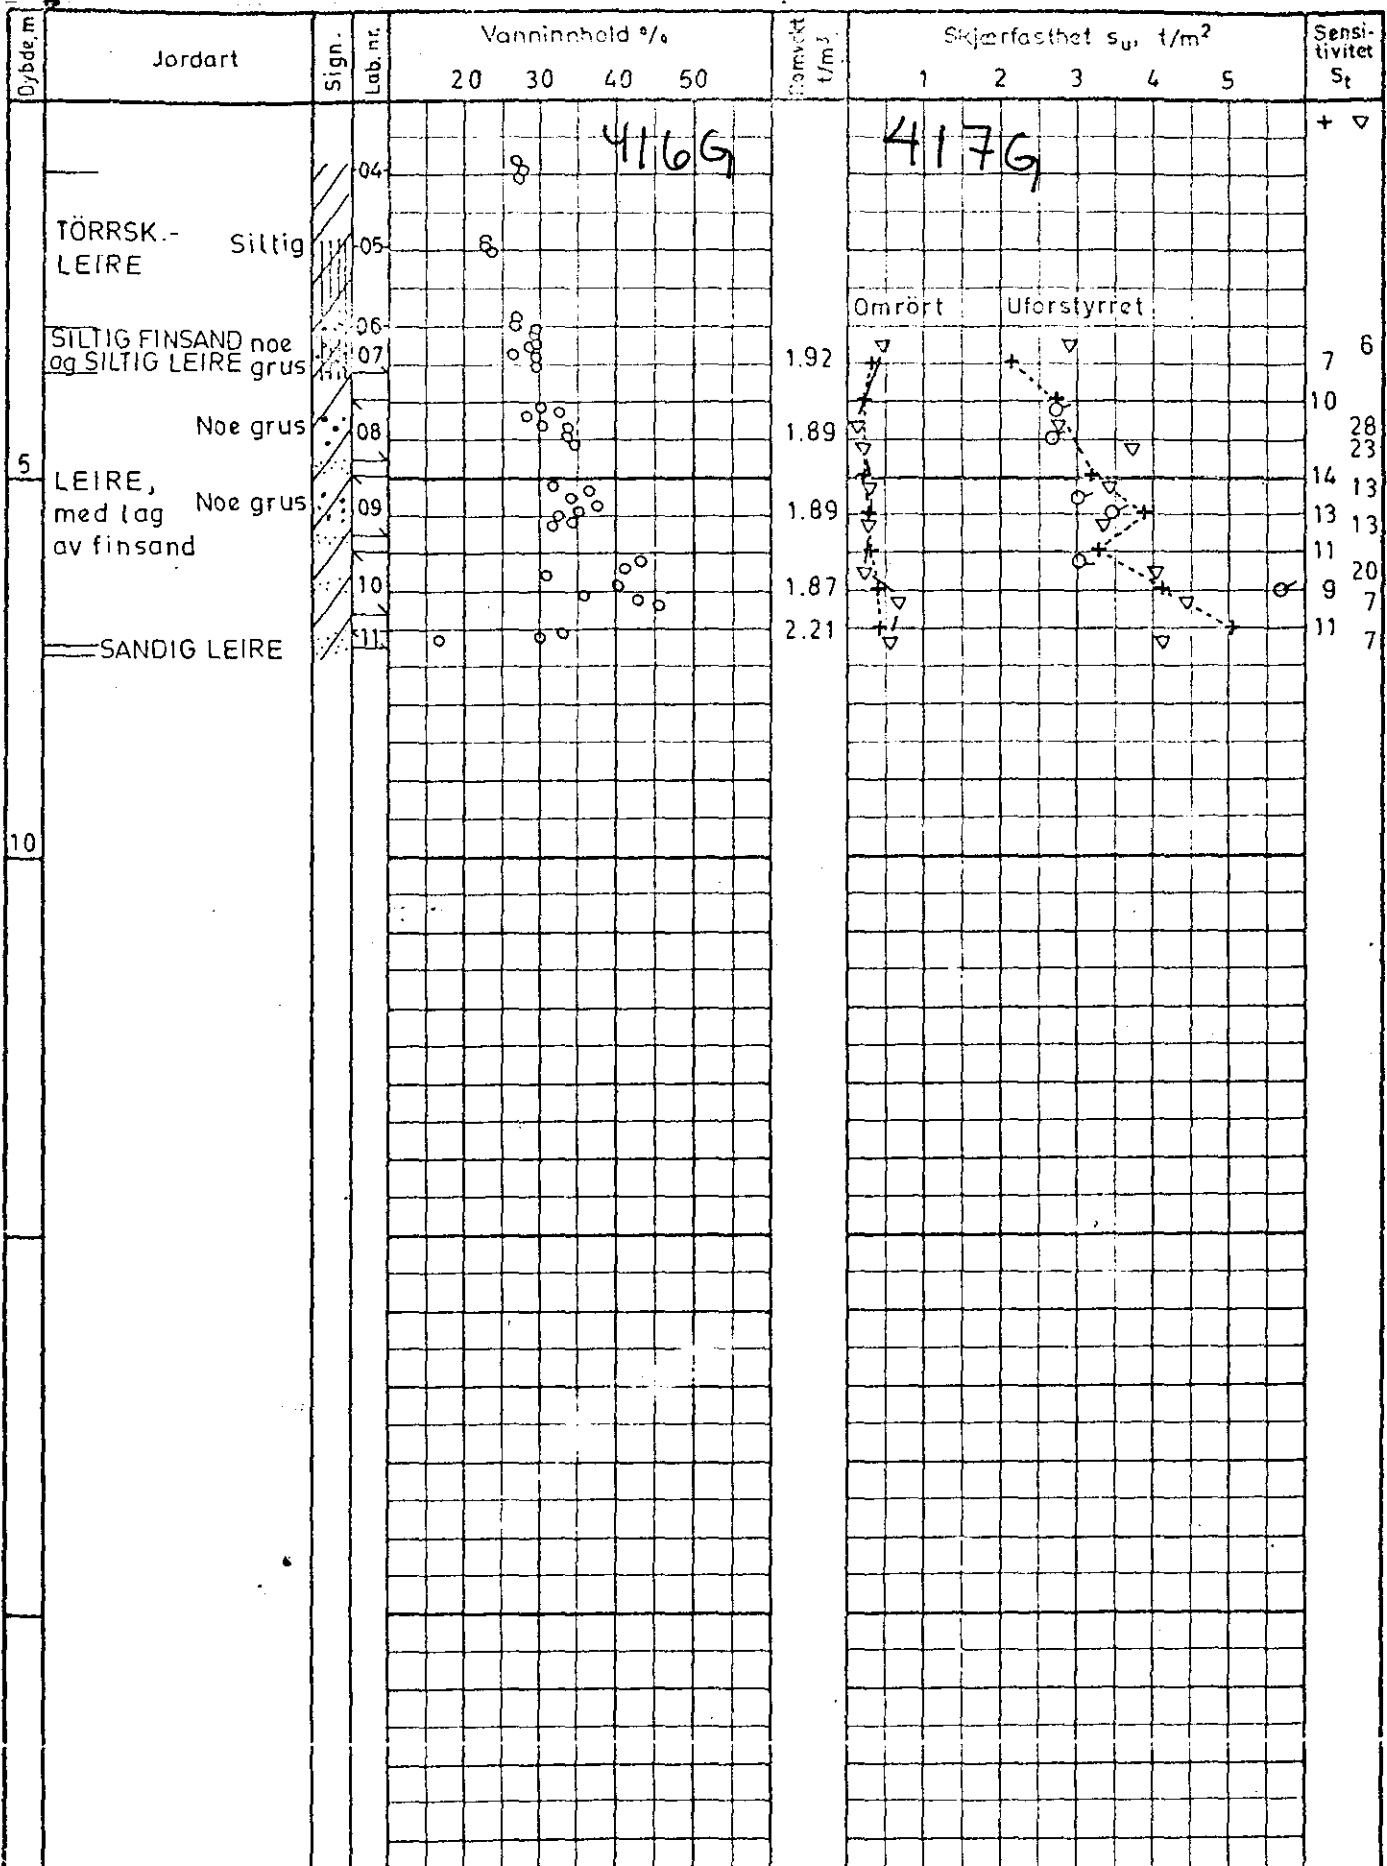 Dybde, m Jordart Sign. Lab. nr. Vanninnhold % Romvekt t/m³ Skjærfasthet su, t/m² Sensi-tivitet St
20 30 40 50 1 2 3 4 5
+ ▽
416G 417G
04
TÖRRSK.- Siltig 05
LEIRE
Omrört Uforstyrret
06
SILTIG FINSAND noe 6
og SILTIG LEIRE grus 07 1.92 7
10
Noe grus 08 1.89 28
23
5 14 13
LEIRE, Noe grus 09 1.89 13
med lag 13
av finsand 11
20
10 1.87 9 7
11 2.21 11 7
SANDIG LEIRE
10